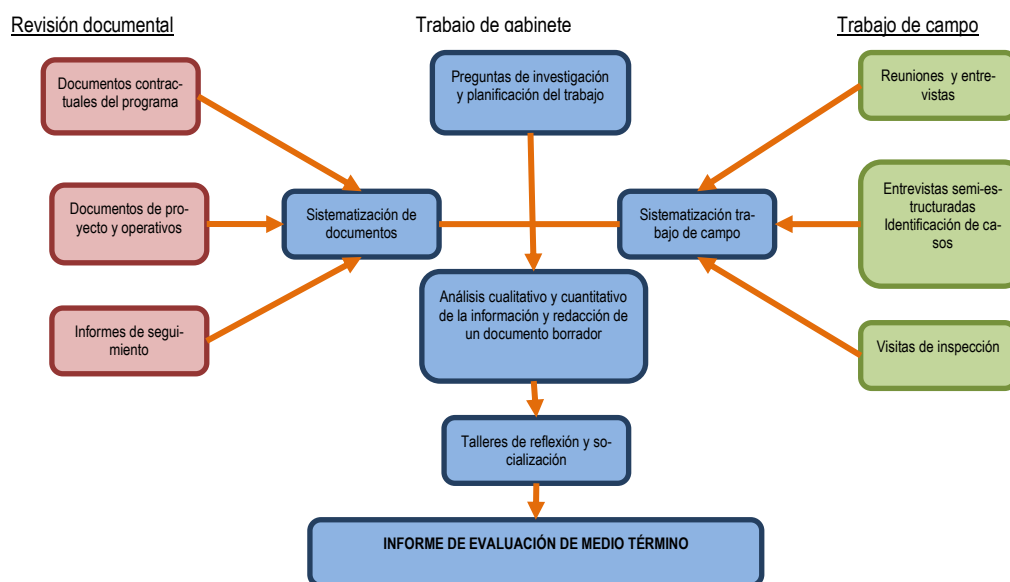 Revisión documental
Trabajo de gabinete
Trabajo de campo
Documentos contrac-
tuales del programa
Preguntas de investigación
y planificación del trabajo
Reuniones y entre-
vistas
Documentos de pro-
yecto y operativos
Sistematización de
documentos
Sistematización tra-
bajo de campo
Entrevistas semi-es-
tructuradas
Identificación de ca-
sos
Informes de segui-
miento
Análisis cualitativo y cuantitativo
de la información y redacción de
un documento borrador
Visitas de inspección
Talleres de reflexión y so-
cialización
INFORME DE EVALUACIÓN DE MEDIO TÉRMINO